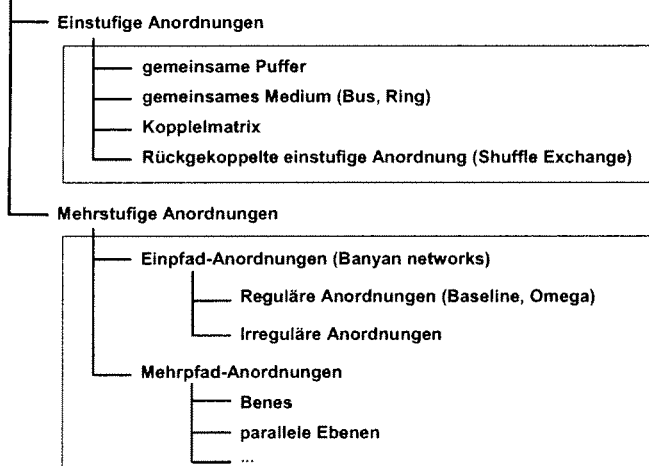 Einstufige Anordnungen
gemeinsame Puffer
gemeinsames Medium (Bus, Ring)
Kopplelmatrix
Rückgekoppelte einstufige Anordnung (Shuffle Exchange)
Mehrstufige Anordnungen
Einpfad-Anordnungen (Banyan networks)
Reguläre Anordnungen (Baseline, Omega)
Irreguläre Anordnungen
Mehrpfad-Anordnungen
Benes
parallele Ebenen
...